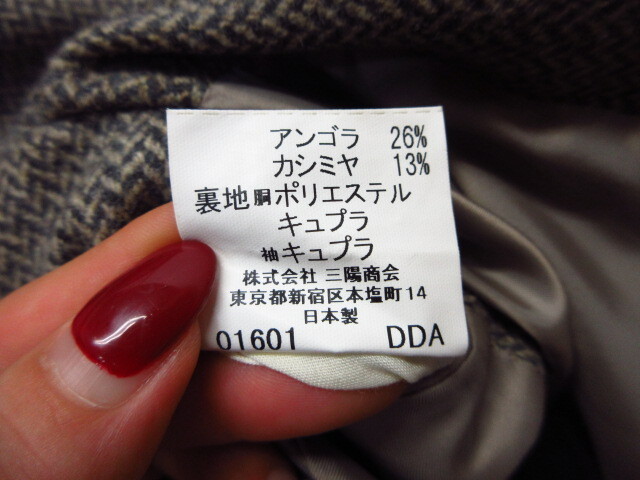 アンゴラ 26%
カシミヤ 13%
裏地胴ポリエステル
キュプラ
袖キュプラ
株式会社 三陽商会
東京都新宿区本塩町14
日本製
01601 DDA